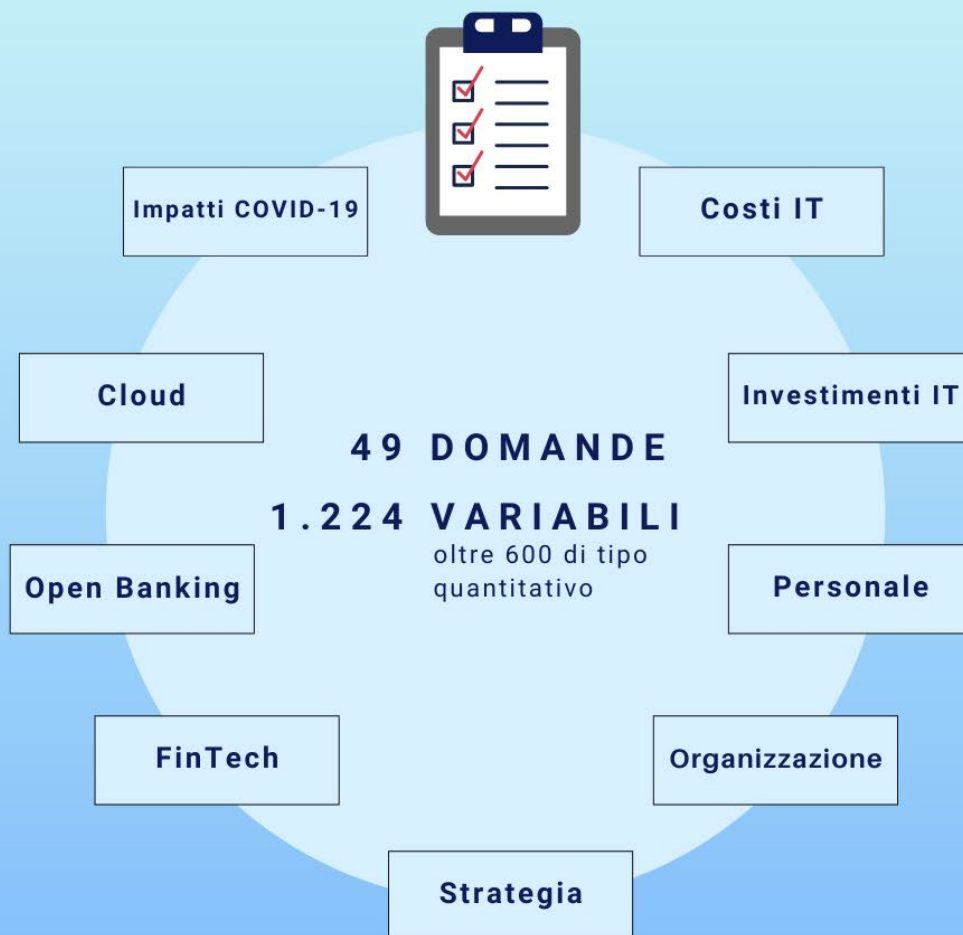 Impatti COVID-19
Costi IT
Cloud
Investimenti IT
49 DOMANDE
1.224 VARIABILI
oltre 600 di tipo
quantitativo
Open Banking
Personale
FinTech
Organizzazione
Strategia